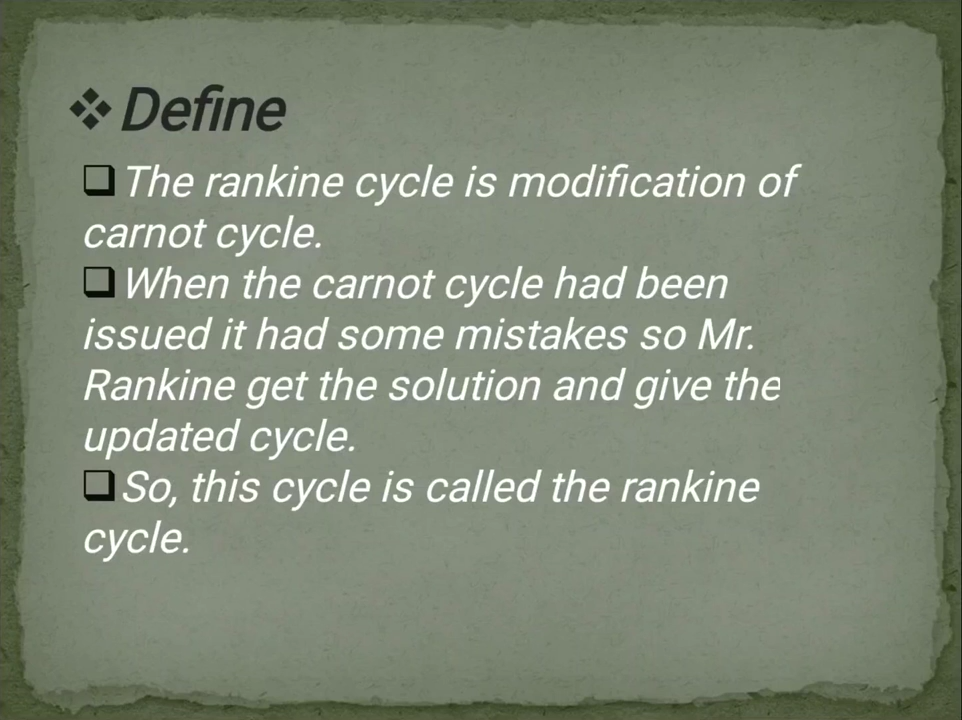 ❖ Define
❑ The rankine cycle is modification of
carnot cycle.
❑ When the carnot cycle had been
issued it had some mistakes so Mr.
Rankine get the solution and give the
updated cycle.
❑ So, this cycle is called the rankine
cycle.